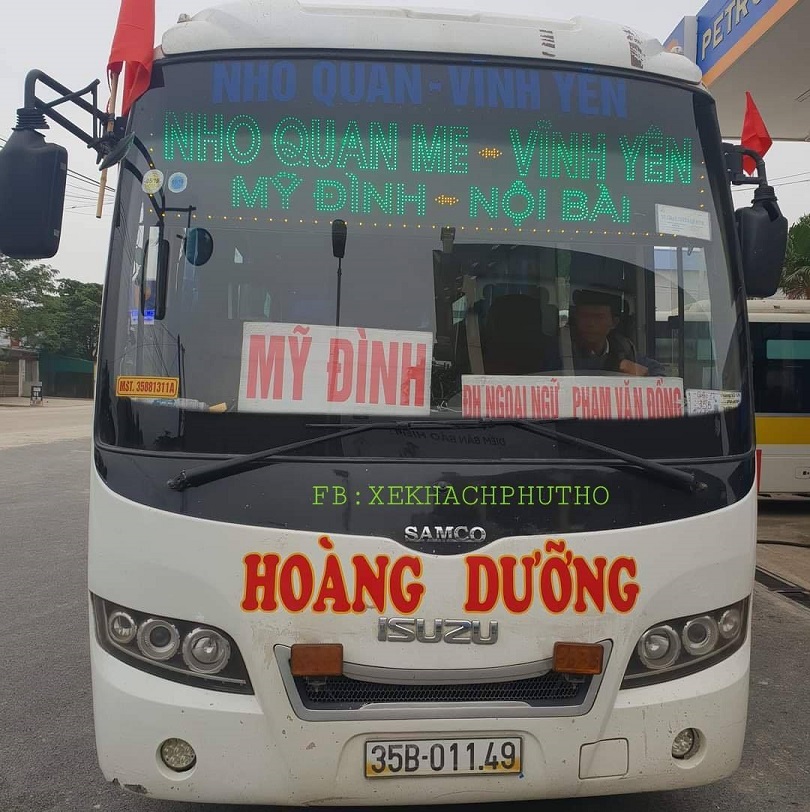 PETRO
NHO QUAN - VĨNH YÊN
NHO QUAN ME - VĨNH YÊN
MỸ ĐÌNH - NỘI BÀI
MỸ ĐÌNH
MST. 35881311A
ĐH NGOẠI NGỮ PHẠM VĂN ĐỒNG
FB:XEKHACHPHUTHO
SAMCO
HOÀNG DƯỠNG
ISUZU
35B-011.49